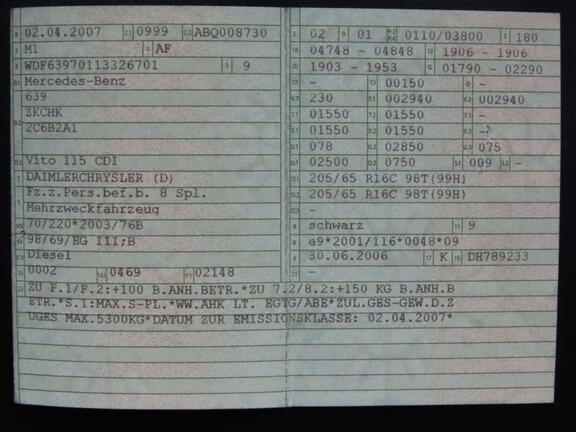 02.04.2007 0999 ABQ008730
M1 AF
WDF63970113326701 9
Mercedes-Benz
639
ZKCHK
2C6B2A1
Vito 115 CDI
DAIMLERCHRYSLER (D)
Fz.z.Pers.bef.b. 8 Spl.
Mehrzweckfahrzeug
70/220*2003/76B
98/69/EG III;B
Diesel
0002 0469 02148
02 01 0110/03800 180
04748 - 04848 1906 - 1906
1903 - 1953 01790 - 02290
- 00150 -
230 002940 002940
01550 01550 -
01550 01550 -
078 02850 075
02500 0750 009 -
205/65 R16C 98T(99H)
205/65 R16C 98T(99H)
-
schwarz 9
e9*2001/116*0048*09
30.06.2006 K DH789233
ZU F.1/F.2:+100 B.ANH.BETR.*ZU 7.2/8.2:+150 KG B.ANH.B
ETR.*S.1:MAX.S-PL.*WW.AHK LT. EGTG/ABE*ZUL.GES-GEW.D.Z
UGES MAX.5300KG*DATUM ZUR EMISSIONSKLASSE: 02.04.2007*